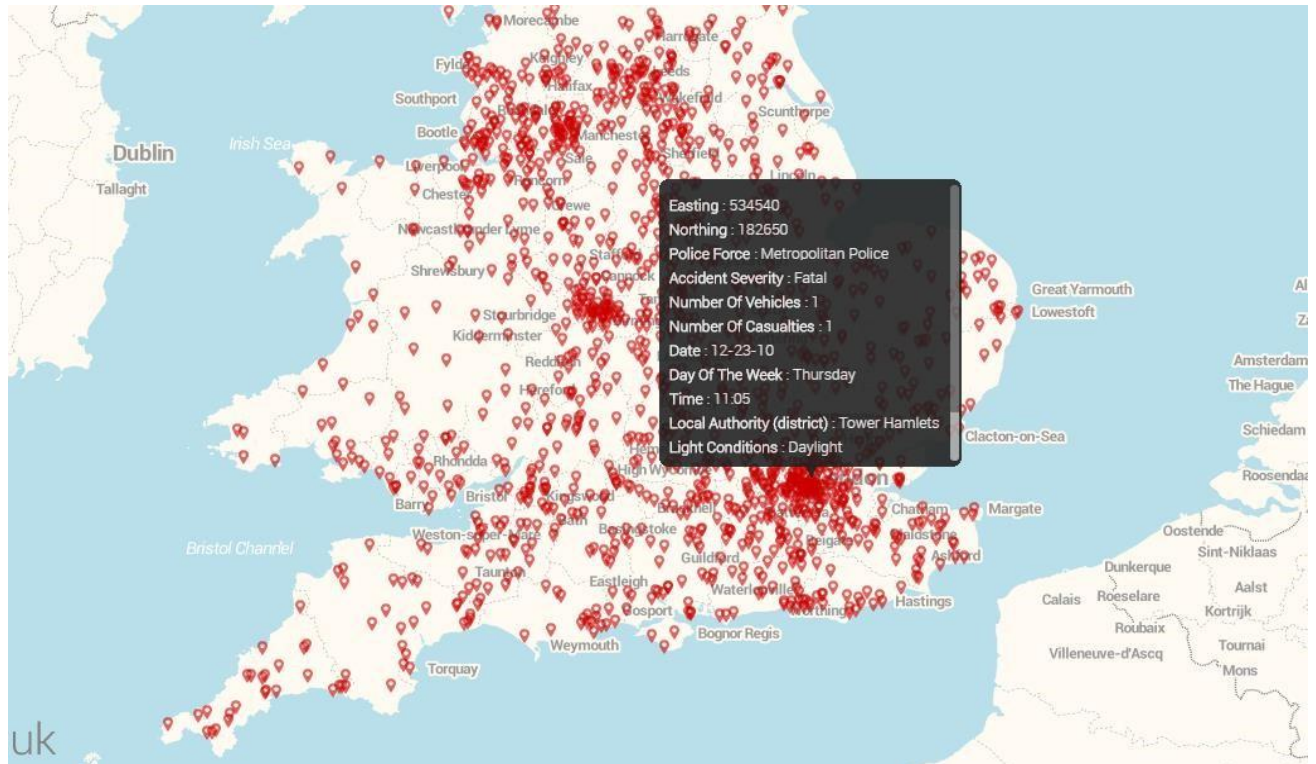 Morecambe
Harrogate
Keighley
Fylde
Leeds
Halifax
Southport
Wakefield
Scunthorpe
Bootle
Manchester
Irish Sea
Dublin
Sale
Sheffield
Liverpool
Lincoln
Tallaght
Runcorn
Chester
Crewe
Newcastle-under-Lyme
Shrewsbury
Cannock
Stourbridge
Kidderminster
Redditch
Hereford
Easting : 534540
Northing : 182650
Police Force : Metropolitan Police
Accident Severity : Fatal
Number Of Vehicles : 1
Number Of Casualties : 1
Date : 12-23-10
Day Of The Week : Thursday
Time : 11:05
Local Authority (district) : Tower Hamlets
Light Conditions : Daylight
Great Yarmouth
Lowestoft
Amsterdam
The Hague
Schiedam
Clacton-on-Sea
Rhondda
High Wycombe
Roosendaa
Barry
Bristol
Kingswood
Bath
Bracknell
Chatham
Margate
Weston-super-Mare
Basingstoke
Reigate
Maidstone
Oostende
Bristol Channel
Guildford
Ashford
Sint-Niklaas
Taunton
Eastleigh
Waterlooville
Dunkerque
Aalst
Gosport
Worthing
Hastings
Calais
Roeselare
Kortrijk
Weymouth
Bognor Regis
Roubaix
Tournai
Villeneuve-d'Ascq
Torquay
Mons
uk